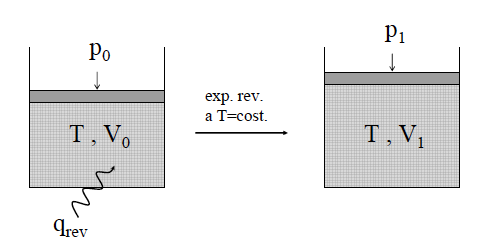 p₀
T , V₀
qrev
exp. rev.
a T=cost.
p₁
T , V₁